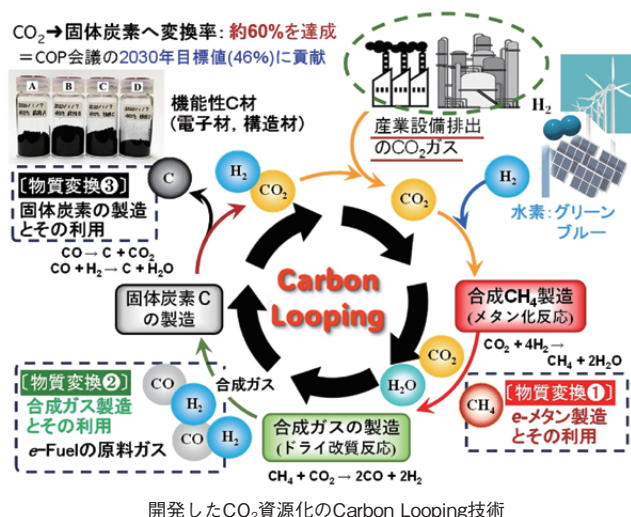 CO₂➔固体炭素へ変換率: 約60%を達成
＝COP会議の2030年目標値(46%)に貢献
A B C D
機能性C材
(電子材, 構造材)
H₂
産業設備排出
のCO₂ガス
水素：グリーン
ブルー
H₂
CO₂
CO₂
H₂
C
［物質変換❸］
固体炭素の製造
とその利用
CO→ C + CO₂
CO + H₂→ C + H₂O
Carbon
Looping
固体炭素C
の製造
合成CH₄製造
(メタン化反応)
CO₂ + 4H₂→
CH₄ + 2H₂O
CO₂
H₂O
［物質変換❶］
CH₄
e-メタン製造
とその利用
［物質変換❷］
合成ガス製造
とその利用
e-Fuelの原料ガス
CO
H₂
CO
H₂
合成ガス
合成ガスの製造
(ドライ改質反応)
CH₄ + CO₂→ 2CO + 2H₂
開発したCO₂資源化のCarbon Looping技術